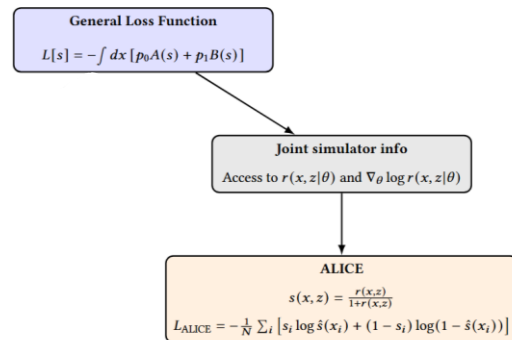 General Loss Function
L[s] = −∫ dx [p₀A(s) + p₁B(s)]
Joint simulator info
Access to r(x, z|θ) and ∇_θ log r(x, z|θ)
ALICE
s(x, z) = r(x,z)/1+r(x,z)
L_ALICE = −1/N ∑_i [s_i log ŝ(x_i) + (1 − s_i) log(1 − ŝ(x_i))]